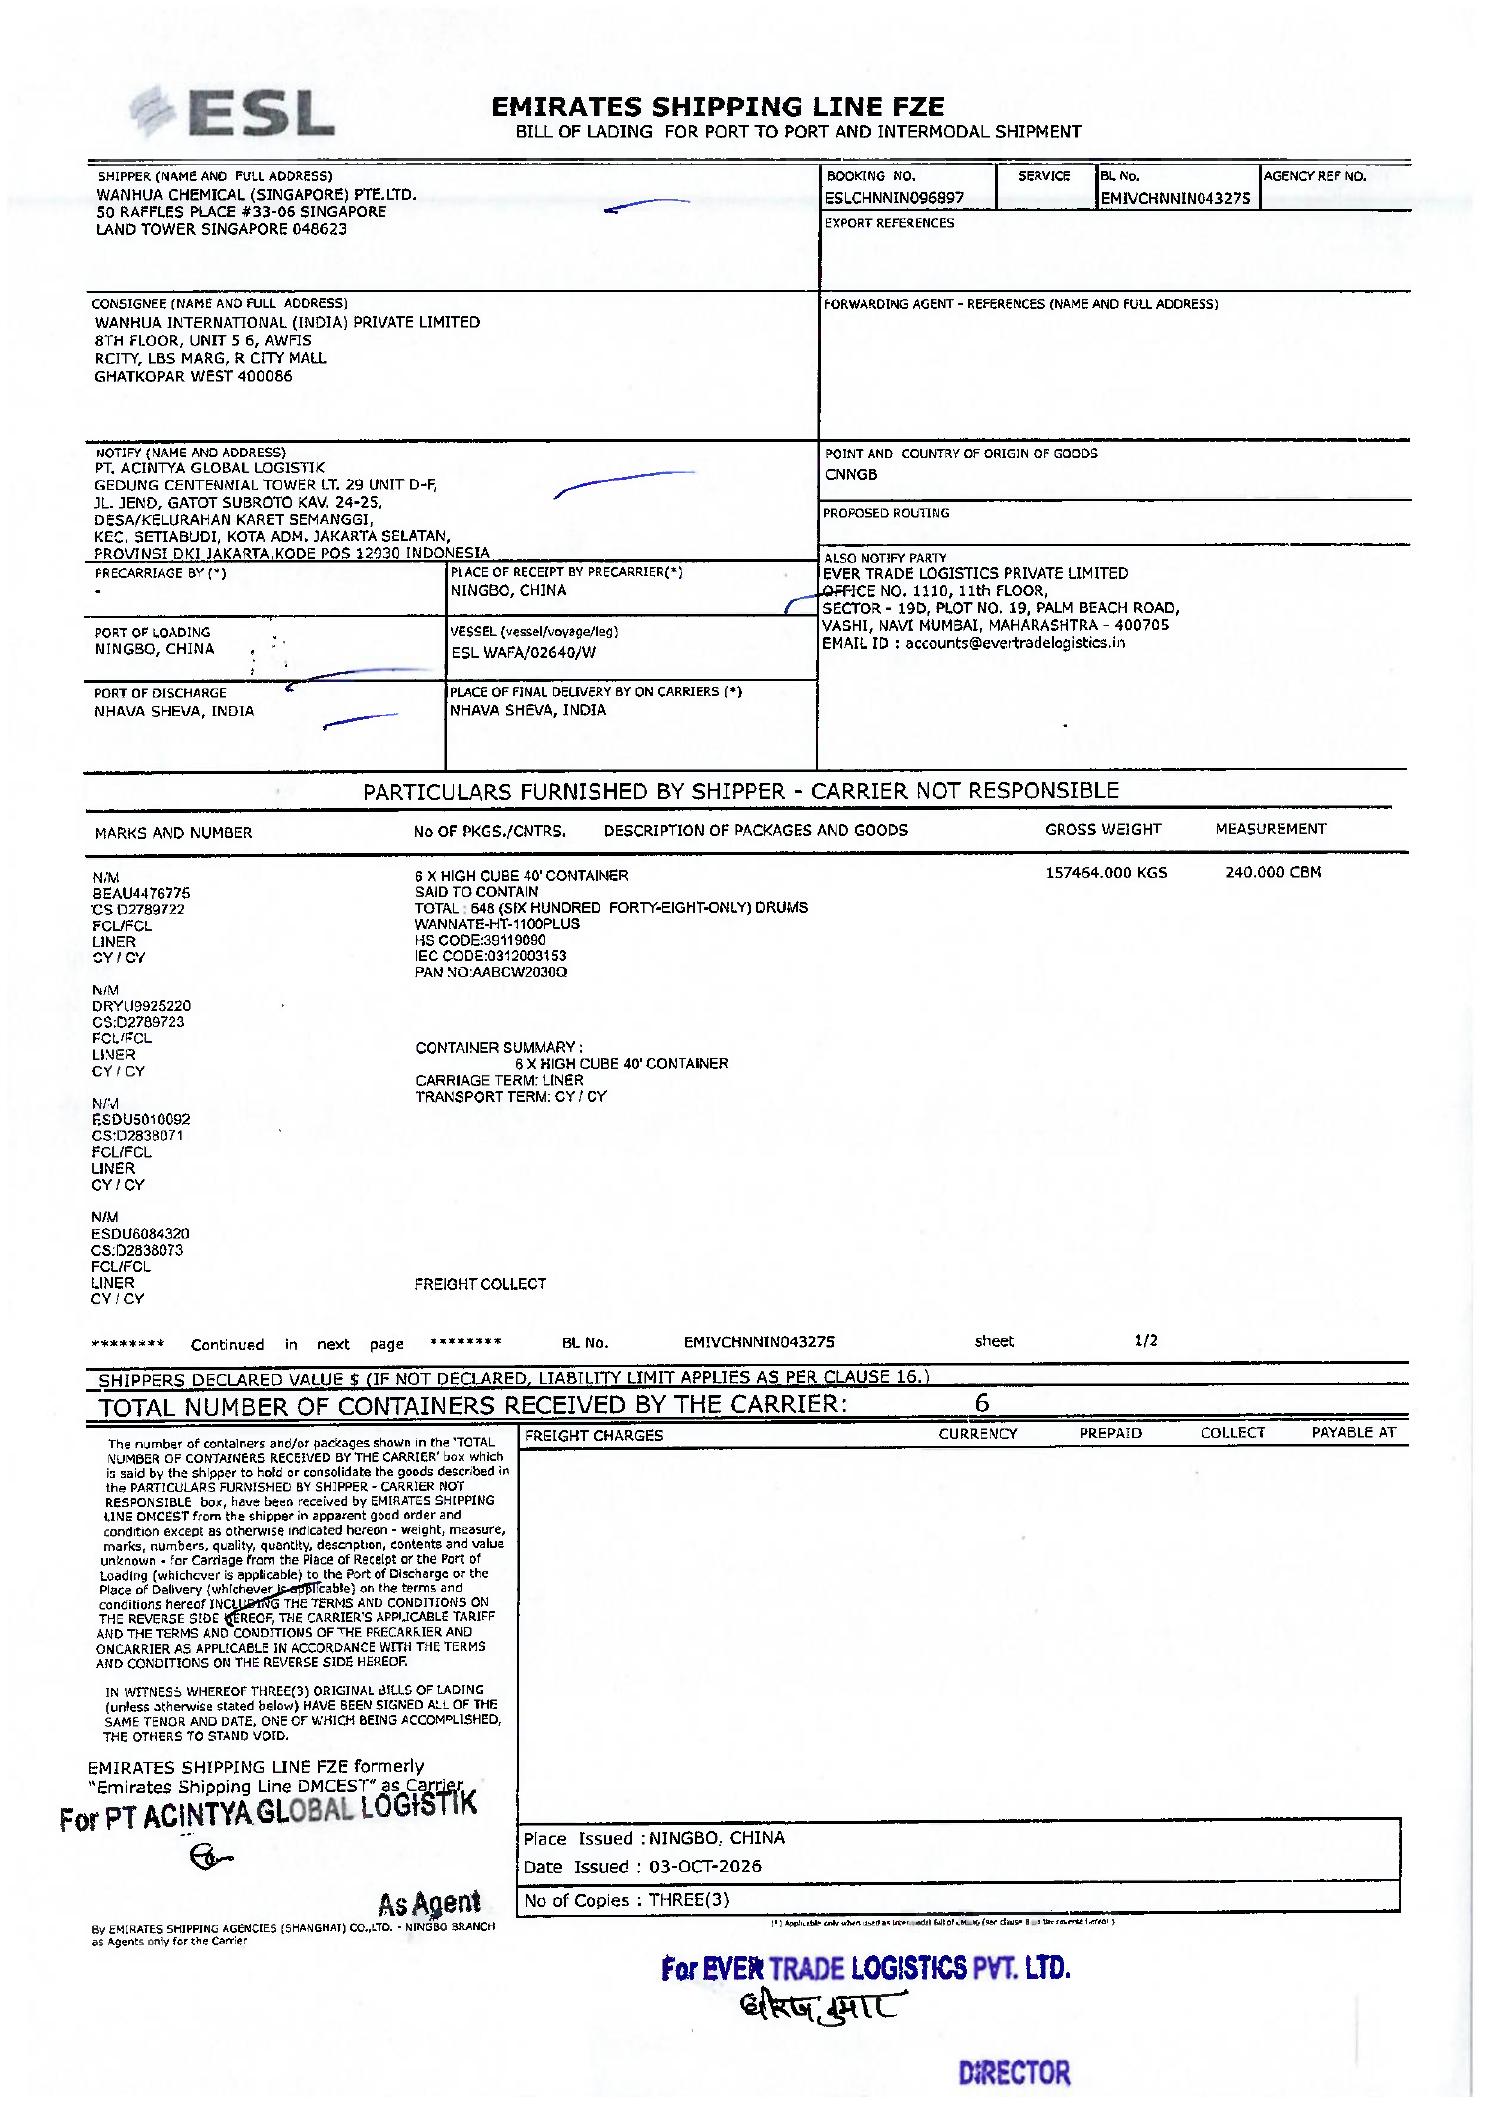 ESL
EMIRATES SHIPPING LINE FZE
BILL OF LADING FOR PORT TO PORT AND INTERMODAL SHIPMENT
SHIPPER (NAME AND FULL ADDRESS)
WANHUA CHEMICAL (SINGAPORE) PTE.LTD.
50 RAFFLES PLACE #33-06 SINGAPORE
LAND TOWER SINGAPORE 048623
BOOKING NO.
ESLCHNNIN096897
SERVICE
BL No.
EMIVCHNNIN043275
AGENCY REF NO.
EXPORT REFERENCES
CONSIGNEE (NAME AND FULL ADDRESS)
WANHUA INTERNATIONAL (INDIA) PRIVATE LIMITED
8TH FLOOR, UNIT 5 6, AWFIS
RCITY, LBS MARG, R CITY MALL
GHATKOPAR WEST 400086
FORWARDING AGENT - REFERENCES (NAME AND FULL ADDRESS)
NOTIFY (NAME AND ADDRESS)
PT. ACINTYA GLOBAL LOGISTIK
GEDUNG CENTENNIAL TOWER LT. 29 UNIT D-F,
JL. JEND, GATOT SUBROTO KAV. 24-25,
DESA/KELURAHAN KARET SEMANGGI,
KEC. SETIABUDI, KOTA ADM. JAKARTA SELATAN,
PROVINSI DKI JAKARTA,KODE POS 12930 INDONESIA
POINT AND COUNTRY OF ORIGIN OF GOODS
CNNGB
PROPOSED ROUTING
ALSO NOTIFY PARTY
EVER TRADE LOGISTICS PRIVATE LIMITED
OFFICE NO. 1110, 11th FLOOR,
SECTOR - 19D, PLOT NO. 19, PALM BEACH ROAD,
VASHI, NAVI MUMBAI, MAHARASHTRA - 400705
EMAIL ID : accounts@evertradelogistics.in
PRECARRIAGE BY (*)
-
PLACE OF RECEIPT BY PRECARRIER(*)
NINGBO, CHINA
PORT OF LOADING
NINGBO, CHINA
VESSEL (vessel/voyage/leg)
ESL WAFA/02640/W
PORT OF DISCHARGE
NHAVA SHEVA, INDIA
PLACE OF FINAL DELIVERY BY ON CARRIERS (*)
NHAVA SHEVA, INDIA
PARTICULARS FURNISHED BY SHIPPER - CARRIER NOT RESPONSIBLE
MARKS AND NUMBER No OF PKGS./CNTRS. DESCRIPTION OF PACKAGES AND GOODS GROSS WEIGHT MEASUREMENT
N/M
BEAU4476775
CS D2789722
FCL/FCL
LINER
CY / CY
6 X HIGH CUBE 40' CONTAINER
SAID TO CONTAIN
TOTAL : 648 (SIX HUNDRED FORTY-EIGHT-ONLY) DRUMS
WANNATE-HT-1100PLUS
HS CODE:39119090
IEC CODE:0312003153
PAN NO:AABCW2030Q
157464.000 KGS
240.000 CBM
N/M
DRYU9925220
CS:D2789723
FCL/FCL
LINER
CY / CY
CONTAINER SUMMARY :
6 X HIGH CUBE 40' CONTAINER
CARRIAGE TERM: LINER
TRANSPORT TERM: CY / CY
N/M
ESDU5010092
CS:D2838071
FCL/FCL
LINER
CY / CY
N/M
ESDU6084320
CS:D2838073
FCL/FCL
LINER
CY / CY
FREIGHT COLLECT
******** Continued in next page ******** BL No. EMIVCHNNIN043275 sheet 1/2
SHIPPERS DECLARED VALUE $ (IF NOT DECLARED, LIABILITY LIMIT APPLIES AS PER CLAUSE 16.)
TOTAL NUMBER OF CONTAINERS RECEIVED BY THE CARRIER: 6
The number of containers and/or packages shown in the 'TOTAL
NUMBER OF CONTAINERS RECEIVED BY THE CARRIER' box which
is said by the shipper to hold or consolidate the goods described in
the PARTICULARS FURNISHED BY SHIPPER - CARRIER NOT
RESPONSIBLE box, have been received by EMIRATES SHIPPING
LINE DMCEST from the shipper in apparent good order and
condition except as otherwise indicated hereon - weight, measure,
marks, numbers, quality, quantity, description, contents and value
unknown - for Carriage from the Place of Receipt or the Port of
Loading (whichever is applicable) to the Port of Discharge or the
Place of Delivery (whichever is applicable) on the terms and
conditions hereof INCLUDING THE TERMS AND CONDITIONS ON
THE REVERSE SIDE HEREOF, THE CARRIER'S APPLICABLE TARIFF
AND THE TERMS AND CONDITIONS OF THE PRECARRIER AND
ONCARRIER AS APPLICABLE IN ACCORDANCE WITH THE TERMS
AND CONDITIONS ON THE REVERSE SIDE HEREOF.
IN WITNESS WHEREOF THREE(3) ORIGINAL BILLS OF LADING
(unless otherwise stated below) HAVE BEEN SIGNED ALL OF THE
SAME TENOR AND DATE, ONE OF WHICH BEING ACCOMPLISHED,
THE OTHERS TO STAND VOID.
EMIRATES SHIPPING LINE FZE formerly
"Emirates Shipping Line DMCEST" as Carrier
For PT ACINTYA GLOBAL LOGISTIK
As Agent
By EMIRATES SHIPPING AGENCIES (SHANGHAI) CO.,LTD. - NINGBO BRANCH
as Agents only for the Carrier
FREIGHT CHARGES CURRENCY PREPAID COLLECT PAYABLE AT
Place Issued : NINGBO, CHINA
Date Issued : 03-OCT-2026
No of Copies : THREE(3)
(*) Applicable only when used as
For EVER TRADE LOGISTICS PVT. LTD.
धीरज कुमार
DIRECTOR